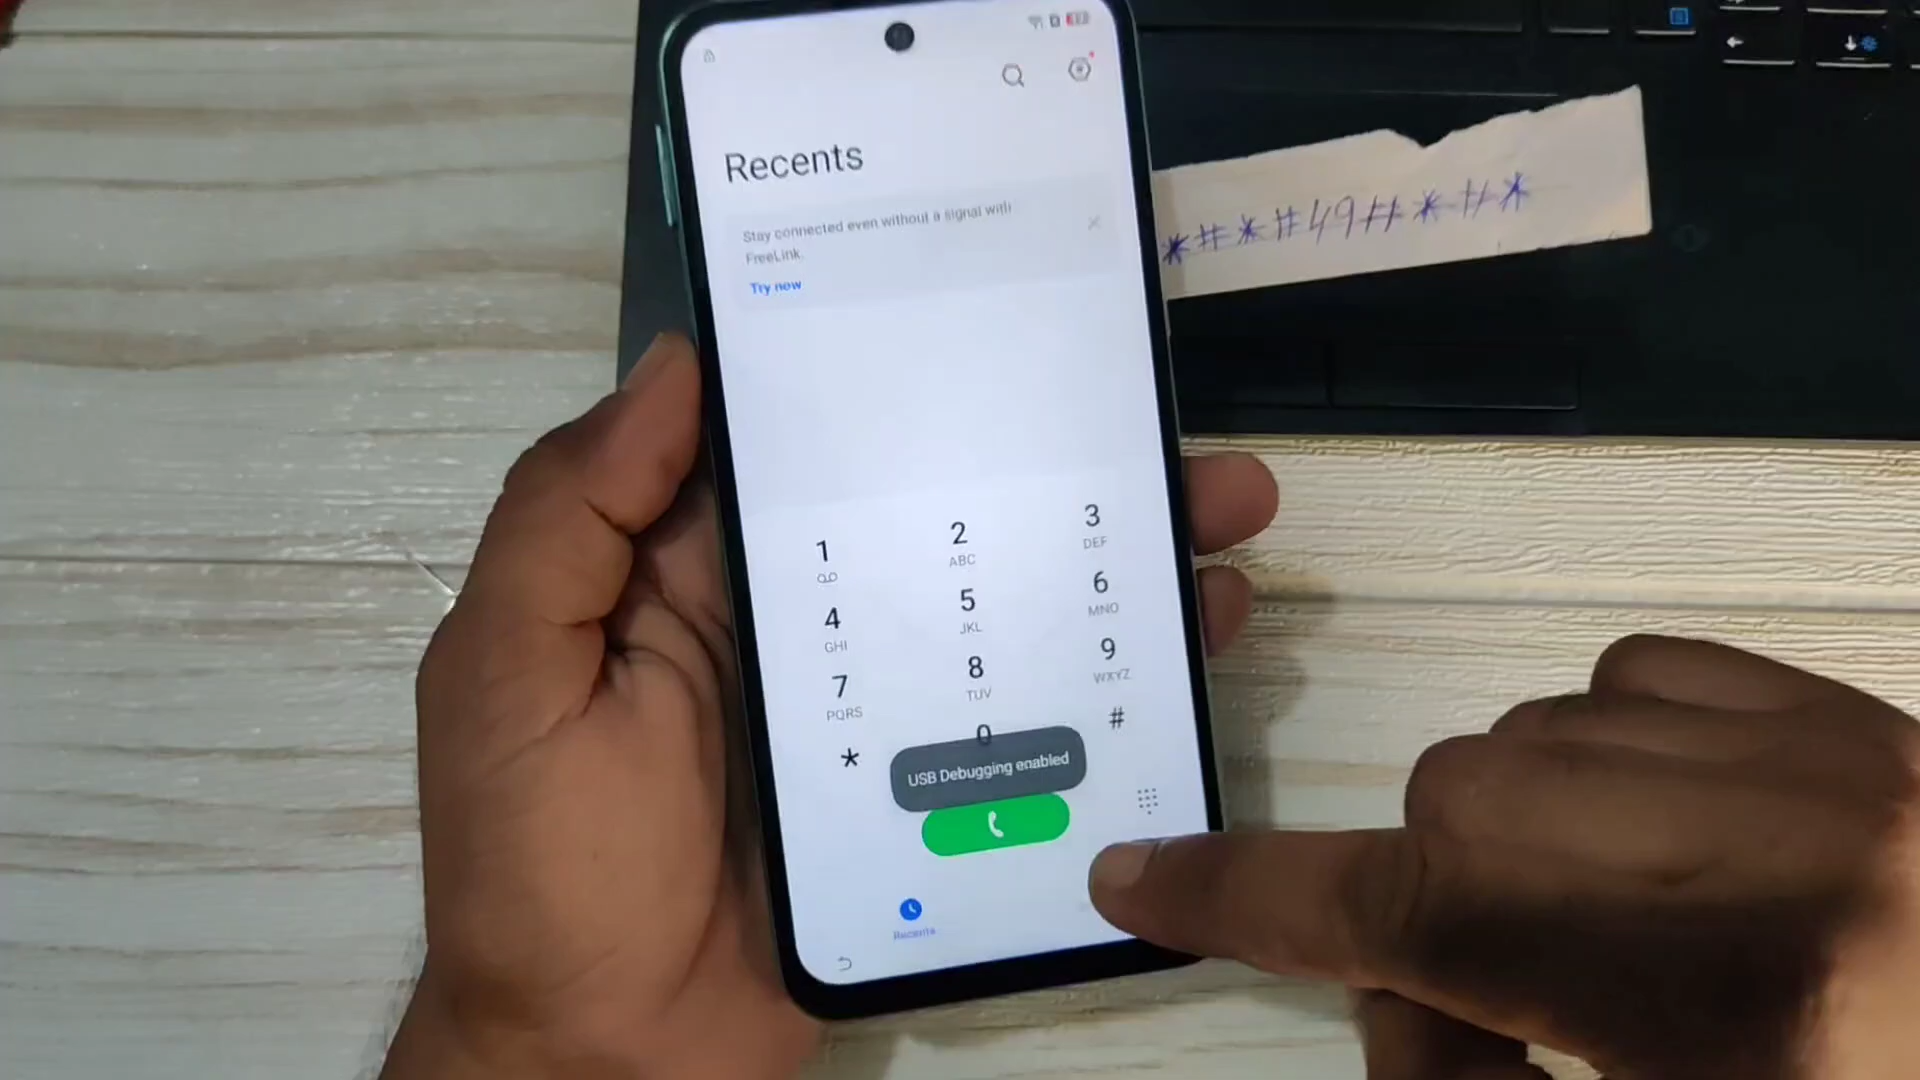 Recents
Stay connected even without a signal with
FreeLink.
Try now
*#*#49#*#*
1
2
ABC
3
DEF
4
GHI
5
JKL
6
MNO
7
PQRS
8
TUV
9
WXYZ
*
0
#
USB Debugging enabled
Recents